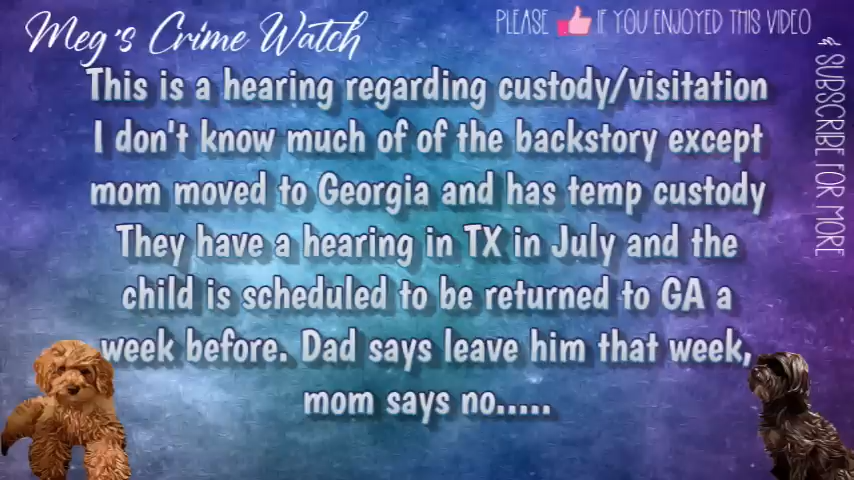 Meg's Crime Watch
PLEASE 👍 IF YOU ENJOYED THIS VIDEO
& SUBSCRIBE FOR MORE
This is a hearing regarding custody/visitation
I don't know much of of the backstory except
mom moved to Georgia and has temp custody
They have a hearing in TX in July and the
child is scheduled to be returned to GA a
week before. Dad says leave him that week,
mom says no.....